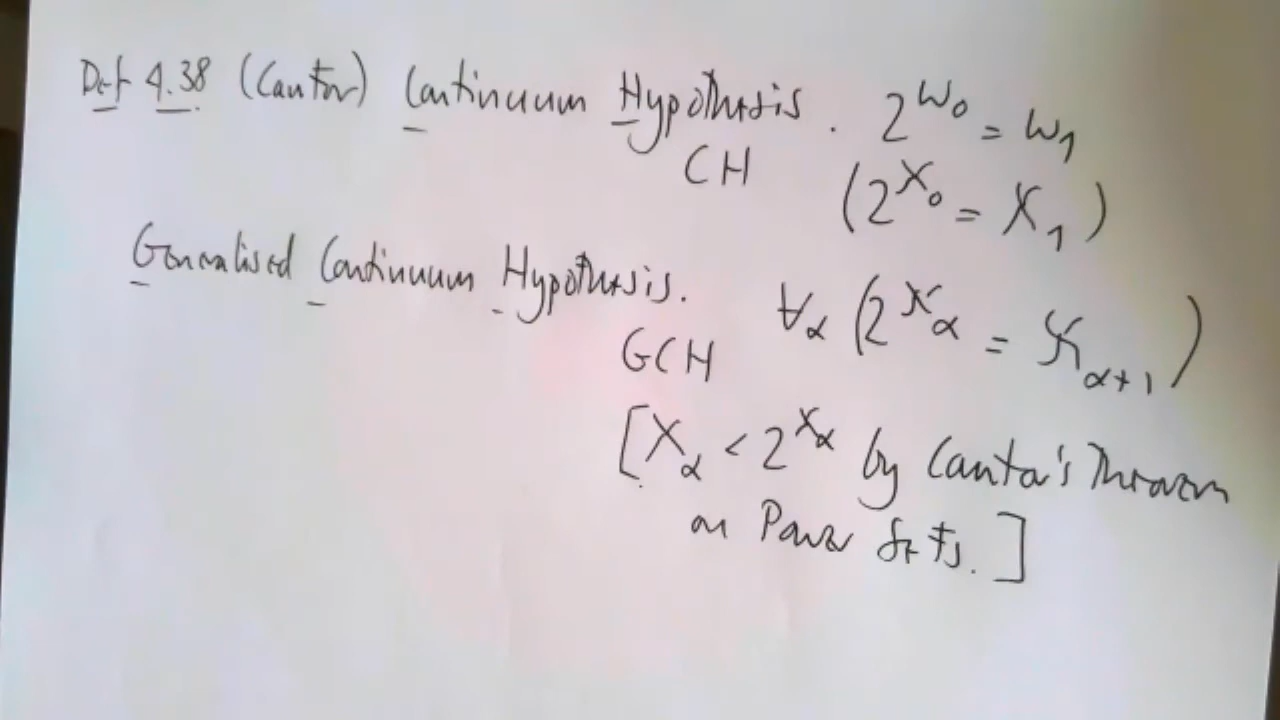 Def 4.38 (Cantor) Continuum Hypothesis. 2^ω₀ = ω₁
CH (2^ℵ₀ = ℵ₁)
Generalised Continuum Hypothesis. ∀α (2^ℵα = ℵα+1)
GCH
[ℵα < 2^ℵα by Cantor's Theorem
on Power Sets.]